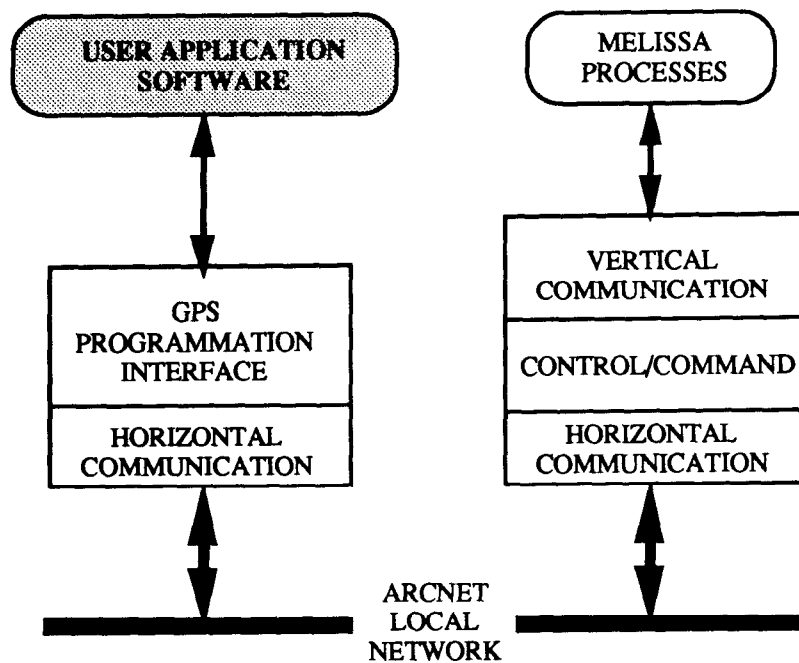 USER APPLICATION
SOFTWARE
MELISSA
PROCESSES
GPS
PROGRAMMATION
INTERFACE
HORIZONTAL
COMMUNICATION
VERTICAL
COMMUNICATION
CONTROL/COMMAND
HORIZONTAL
COMMUNICATION
ARCNET
LOCAL
NETWORK